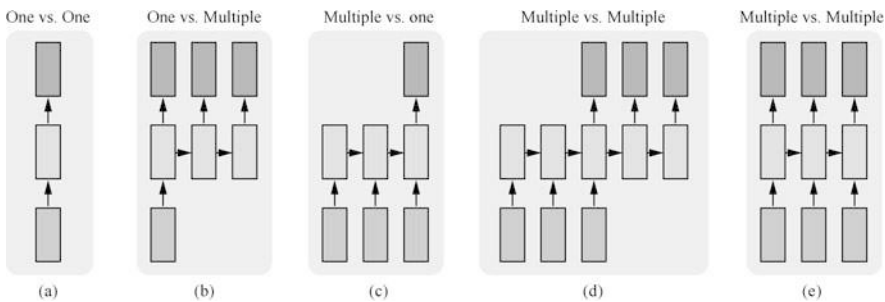 One vs. One
One vs. Multiple
Multiple vs. one
Multiple vs. Multiple
Multiple vs. Multiple
(a)
(b)
(c)
(d)
(e)